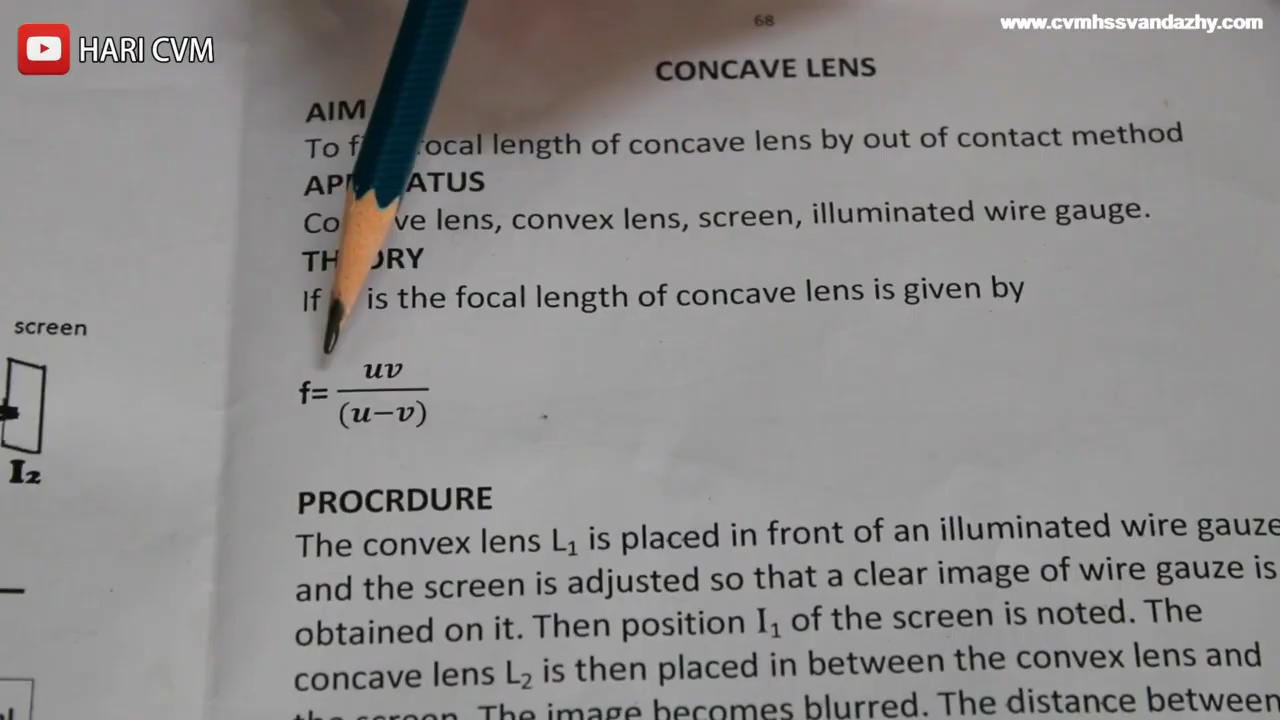 HARI CVM
68
www.cvmhssvandazhy.com
CONCAVE LENS
AIM
To f ocal length of concave lens by out of contact method
AP ATUS
Co ve lens, convex lens, screen, illuminated wire gauge.
TH ORY
If is the focal length of concave lens is given by
f= uv
(u−v)
screen
I₂
PROCRDURE
The convex lens L₁ is placed in front of an illuminated wire gauze
and the screen is adjusted so that a clear image of wire gauze is
obtained on it. Then position I₁ of the screen is noted. The
concave lens L₂ is then placed in between the convex lens and
the screen. The image becomes blurred. The distance between